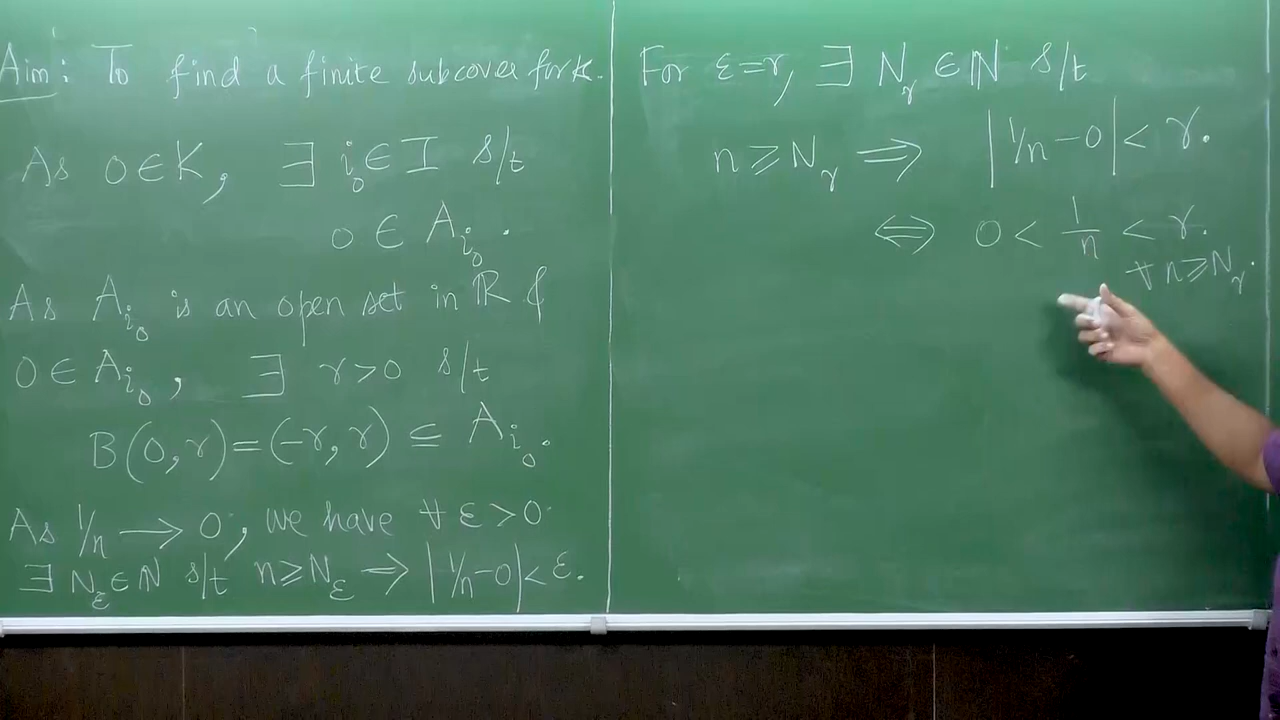 Aim: To find a finite subcover for K.
As 0 ∈ K, ∃ i₀ ∈ I s/t
0 ∈ A_{i₀}.
As A_{i₀} is an open set in ℝ &
0 ∈ A_{i₀}, ∃ r > 0 s/t
B(0, r) = (-r, r) ⊆ A_{i₀}.
As 1/n → 0, we have ∀ ε > 0
∃ N_ε ∈ ℕ s/t n ≥ N_ε ⇒ |1/n - 0| < ε.
For ε = r, ∃ N_r ∈ ℕ s/t
n ≥ N_r ⇒ |1/n - 0| < r.
⇔ 0 < 1/n < r.
∀ n ≥ N_r.